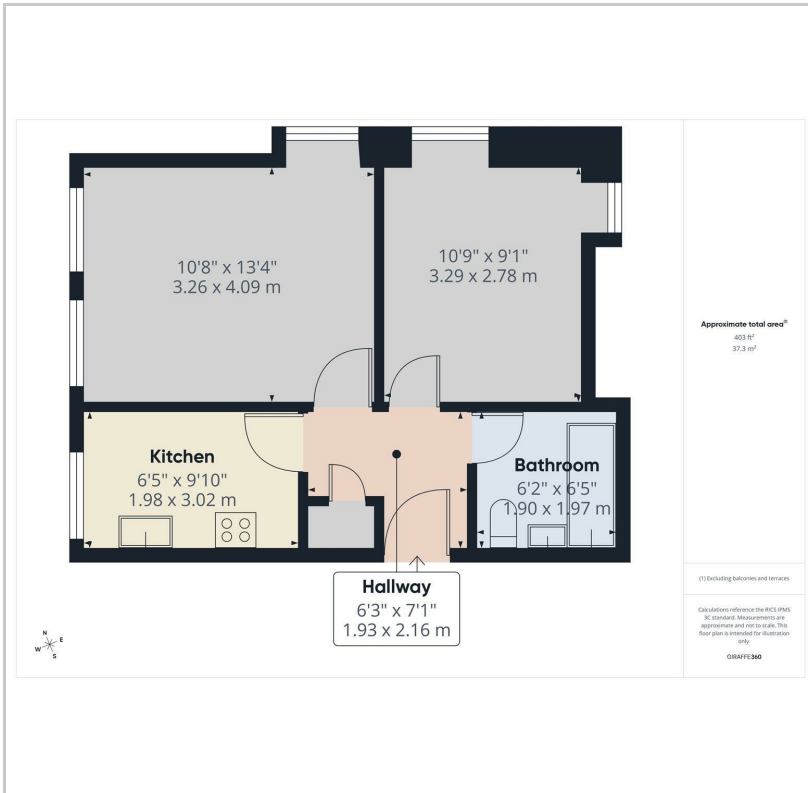 10'8" x 13'4"
3.26 x 4.09 m
10'9" x 9'1"
3.29 x 2.78 m
Kitchen
6'5" x 9'10"
1.98 x 3.02 m
Bathroom
6'2" x 6'5"
1.90 x 1.97 m
Hallway
6'3" x 7'1"
1.93 x 2.16 m
N
E
W
S
Approximate total area⁽¹⁾
403 ft²
37.3 m²
(1) Excluding balconies and terraces
Calculations reference the RICS IPMS
3C standard. Measurements are
approximate and not to scale. This
floor plan is intended for illustration
only.
GIRAFFE360